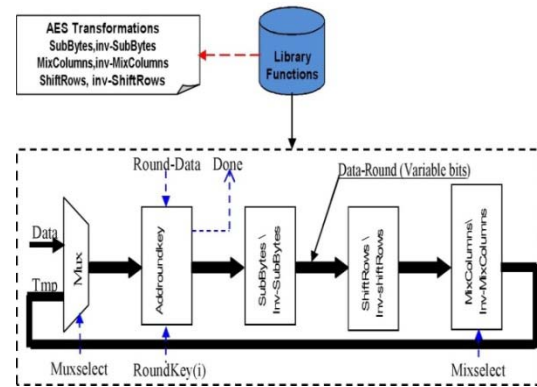 AES Transformations
SubBytes,inv-SubBytes
MixColumns,inv-MixColumns
ShiftRows, inv-ShiftRows
Library
Functions
Round-Data
Done
Data-Round (Variable bits)
Data
Tmp
Mux
Addroundkey
SubBytes \
Inv-SubBytes
ShiftRows \
Inv-shiftRows
MixColumns\
Inv-MixColumns
Muxselect
RoundKey(i)
Mixselect